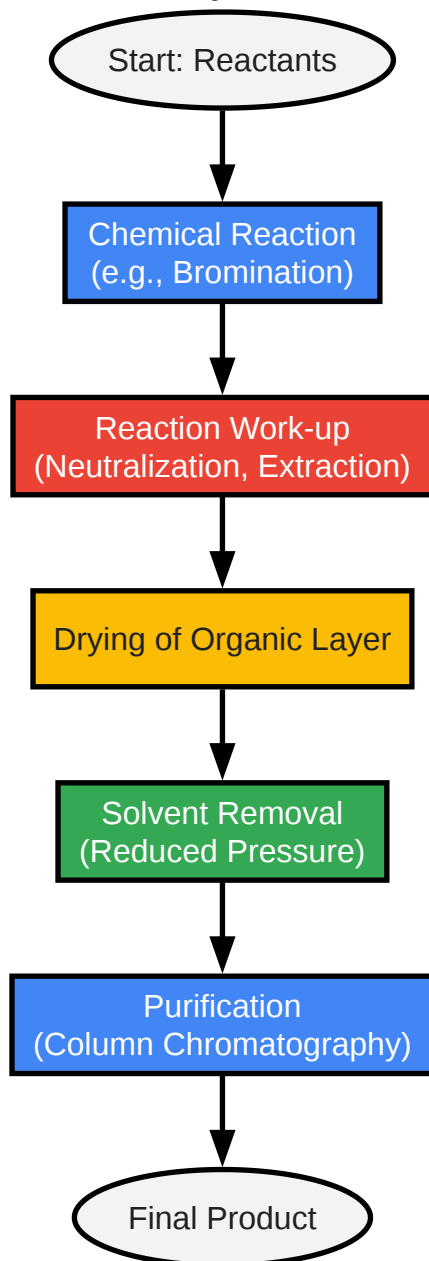 Start: Reactants
Chemical Reaction
(e.g., Bromination)
Reaction Work-up
(Neutralization, Extraction)
Drying of Organic Layer
Solvent Removal
(Reduced Pressure)
Purification
(Column Chromatography)
Final Product